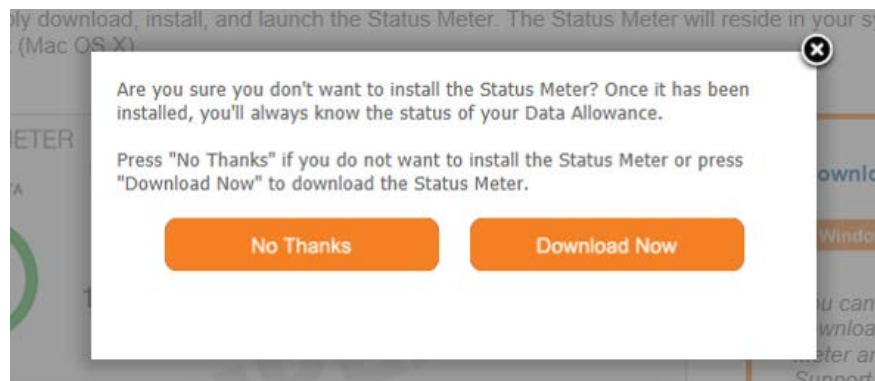 ply download, install, and launch the Status Meter. The Status Meter will reside in your sy
(Mac OS X)
Are you sure you don't want to install the Status Meter? Once it has been
installed, you'll always know the status of your Data Allowance.
METER
Press "No Thanks" if you do not want to install the Status Meter or press
"Download Now" to download the Status Meter.
ownlo
No Thanks
Download Now
Windo
ou can
ownloa
eter an
Support